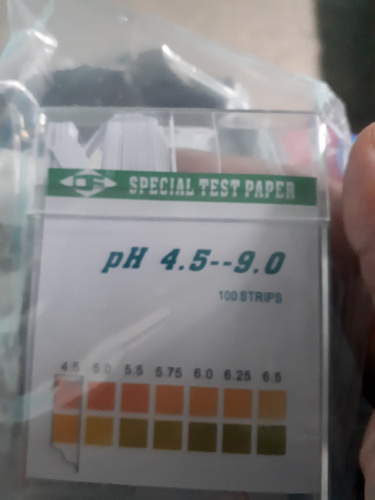 SPECIAL TEST PAPER
pH 4.5--9.0
100 STRIPS
4.5 5.0 5.5 5.75 6.0 6.25 6.5